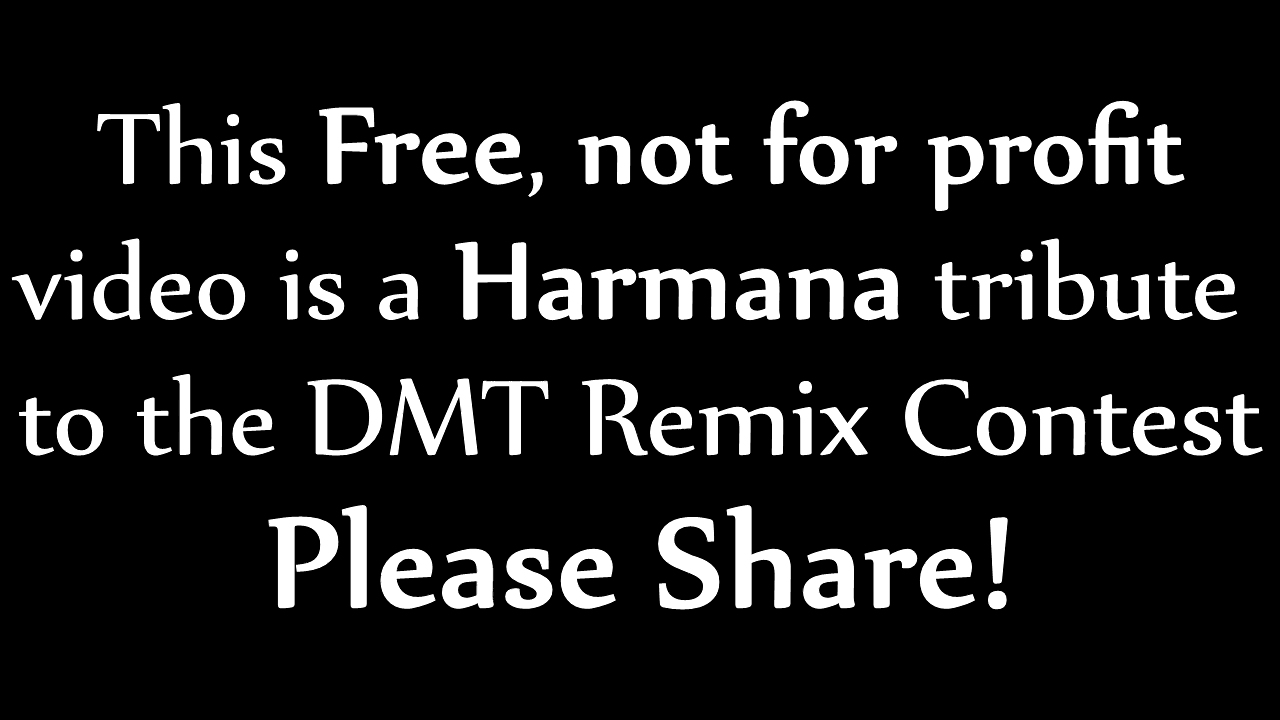 This Free, not for profit
video is a Harmana tribute
to the DMT Remix Contest
Please Share!